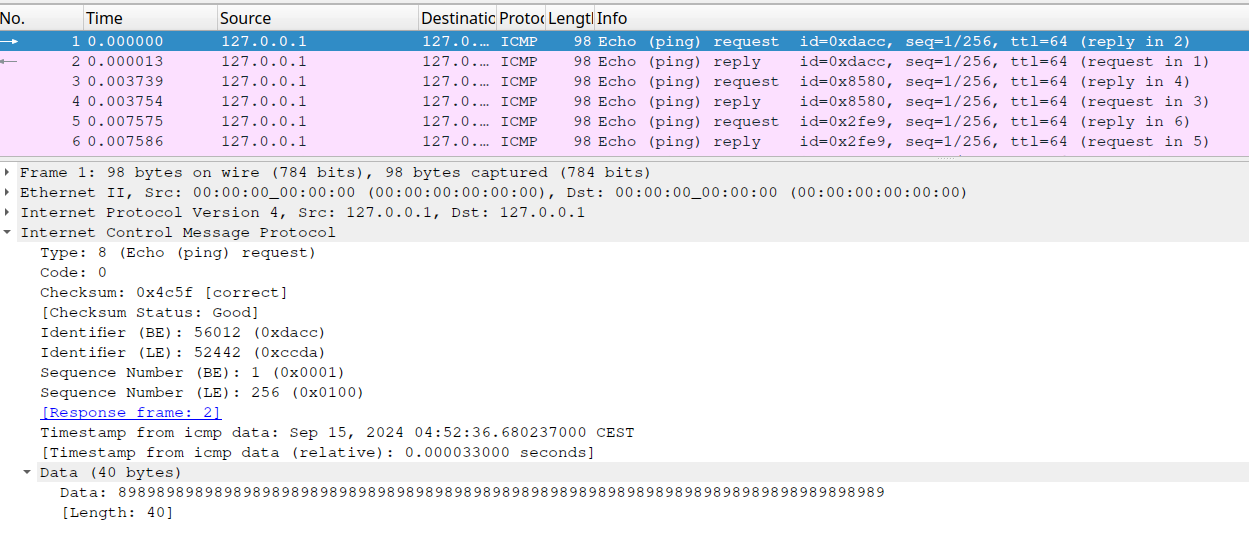 No. Time Source Destinatic Protoc Lengtl Info
1 0.000000 127.0.0.1 127.0.… ICMP 98 Echo (ping) request id=0xdacc, seq=1/256, ttl=64 (reply in 2)
2 0.000013 127.0.0.1 127.0.… ICMP 98 Echo (ping) reply id=0xdacc, seq=1/256, ttl=64 (request in 1)
3 0.003739 127.0.0.1 127.0.… ICMP 98 Echo (ping) request id=0x8580, seq=1/256, ttl=64 (reply in 4)
4 0.003754 127.0.0.1 127.0.… ICMP 98 Echo (ping) reply id=0x8580, seq=1/256, ttl=64 (request in 3)
5 0.007575 127.0.0.1 127.0.… ICMP 98 Echo (ping) request id=0x2fe9, seq=1/256, ttl=64 (reply in 6)
6 0.007586 127.0.0.1 127.0.… ICMP 98 Echo (ping) reply id=0x2fe9, seq=1/256, ttl=64 (request in 5)
Frame 1: 98 bytes on wire (784 bits), 98 bytes captured (784 bits)
Ethernet II, Src: 00:00:00_00:00:00 (00:00:00:00:00:00), Dst: 00:00:00_00:00:00 (00:00:00:00:00:00)
Internet Protocol Version 4, Src: 127.0.0.1, Dst: 127.0.0.1
Internet Control Message Protocol
Type: 8 (Echo (ping) request)
Code: 0
Checksum: 0x4c5f [correct]
[Checksum Status: Good]
Identifier (BE): 56012 (0xdacc)
Identifier (LE): 52442 (0xccda)
Sequence Number (BE): 1 (0x0001)
Sequence Number (LE): 256 (0x0100)
[Response frame: 2]
Timestamp from icmp data: Sep 15, 2024 04:52:36.680237000 CEST
[Timestamp from icmp data (relative): 0.000033000 seconds]
Data (40 bytes)
Data: 89898989898989898989898989898989898989898989898989898989898989898989898989898989
[Length: 40]